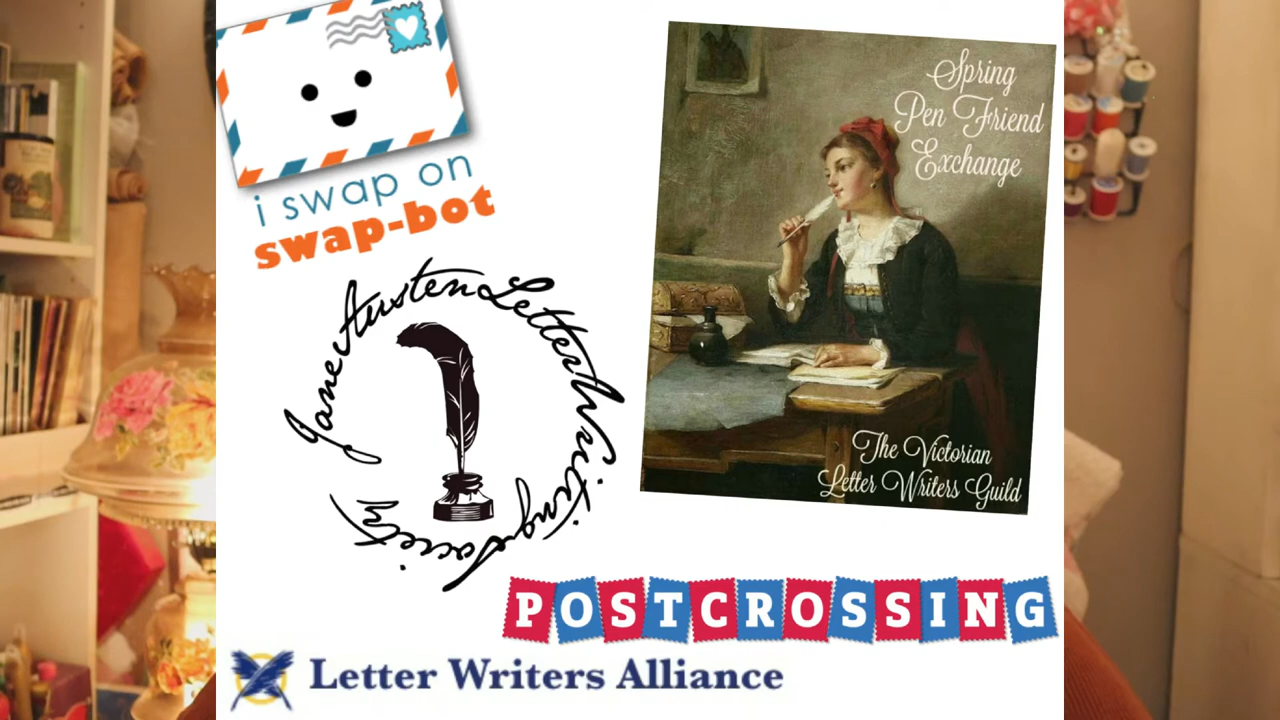 i swap on
swap-bot
Spring
Pen Friend
Exchange
Jane Austen Letter Writing Society
The Victorian
Letter Writers Guild
POSTCROSSING
Letter Writers Alliance